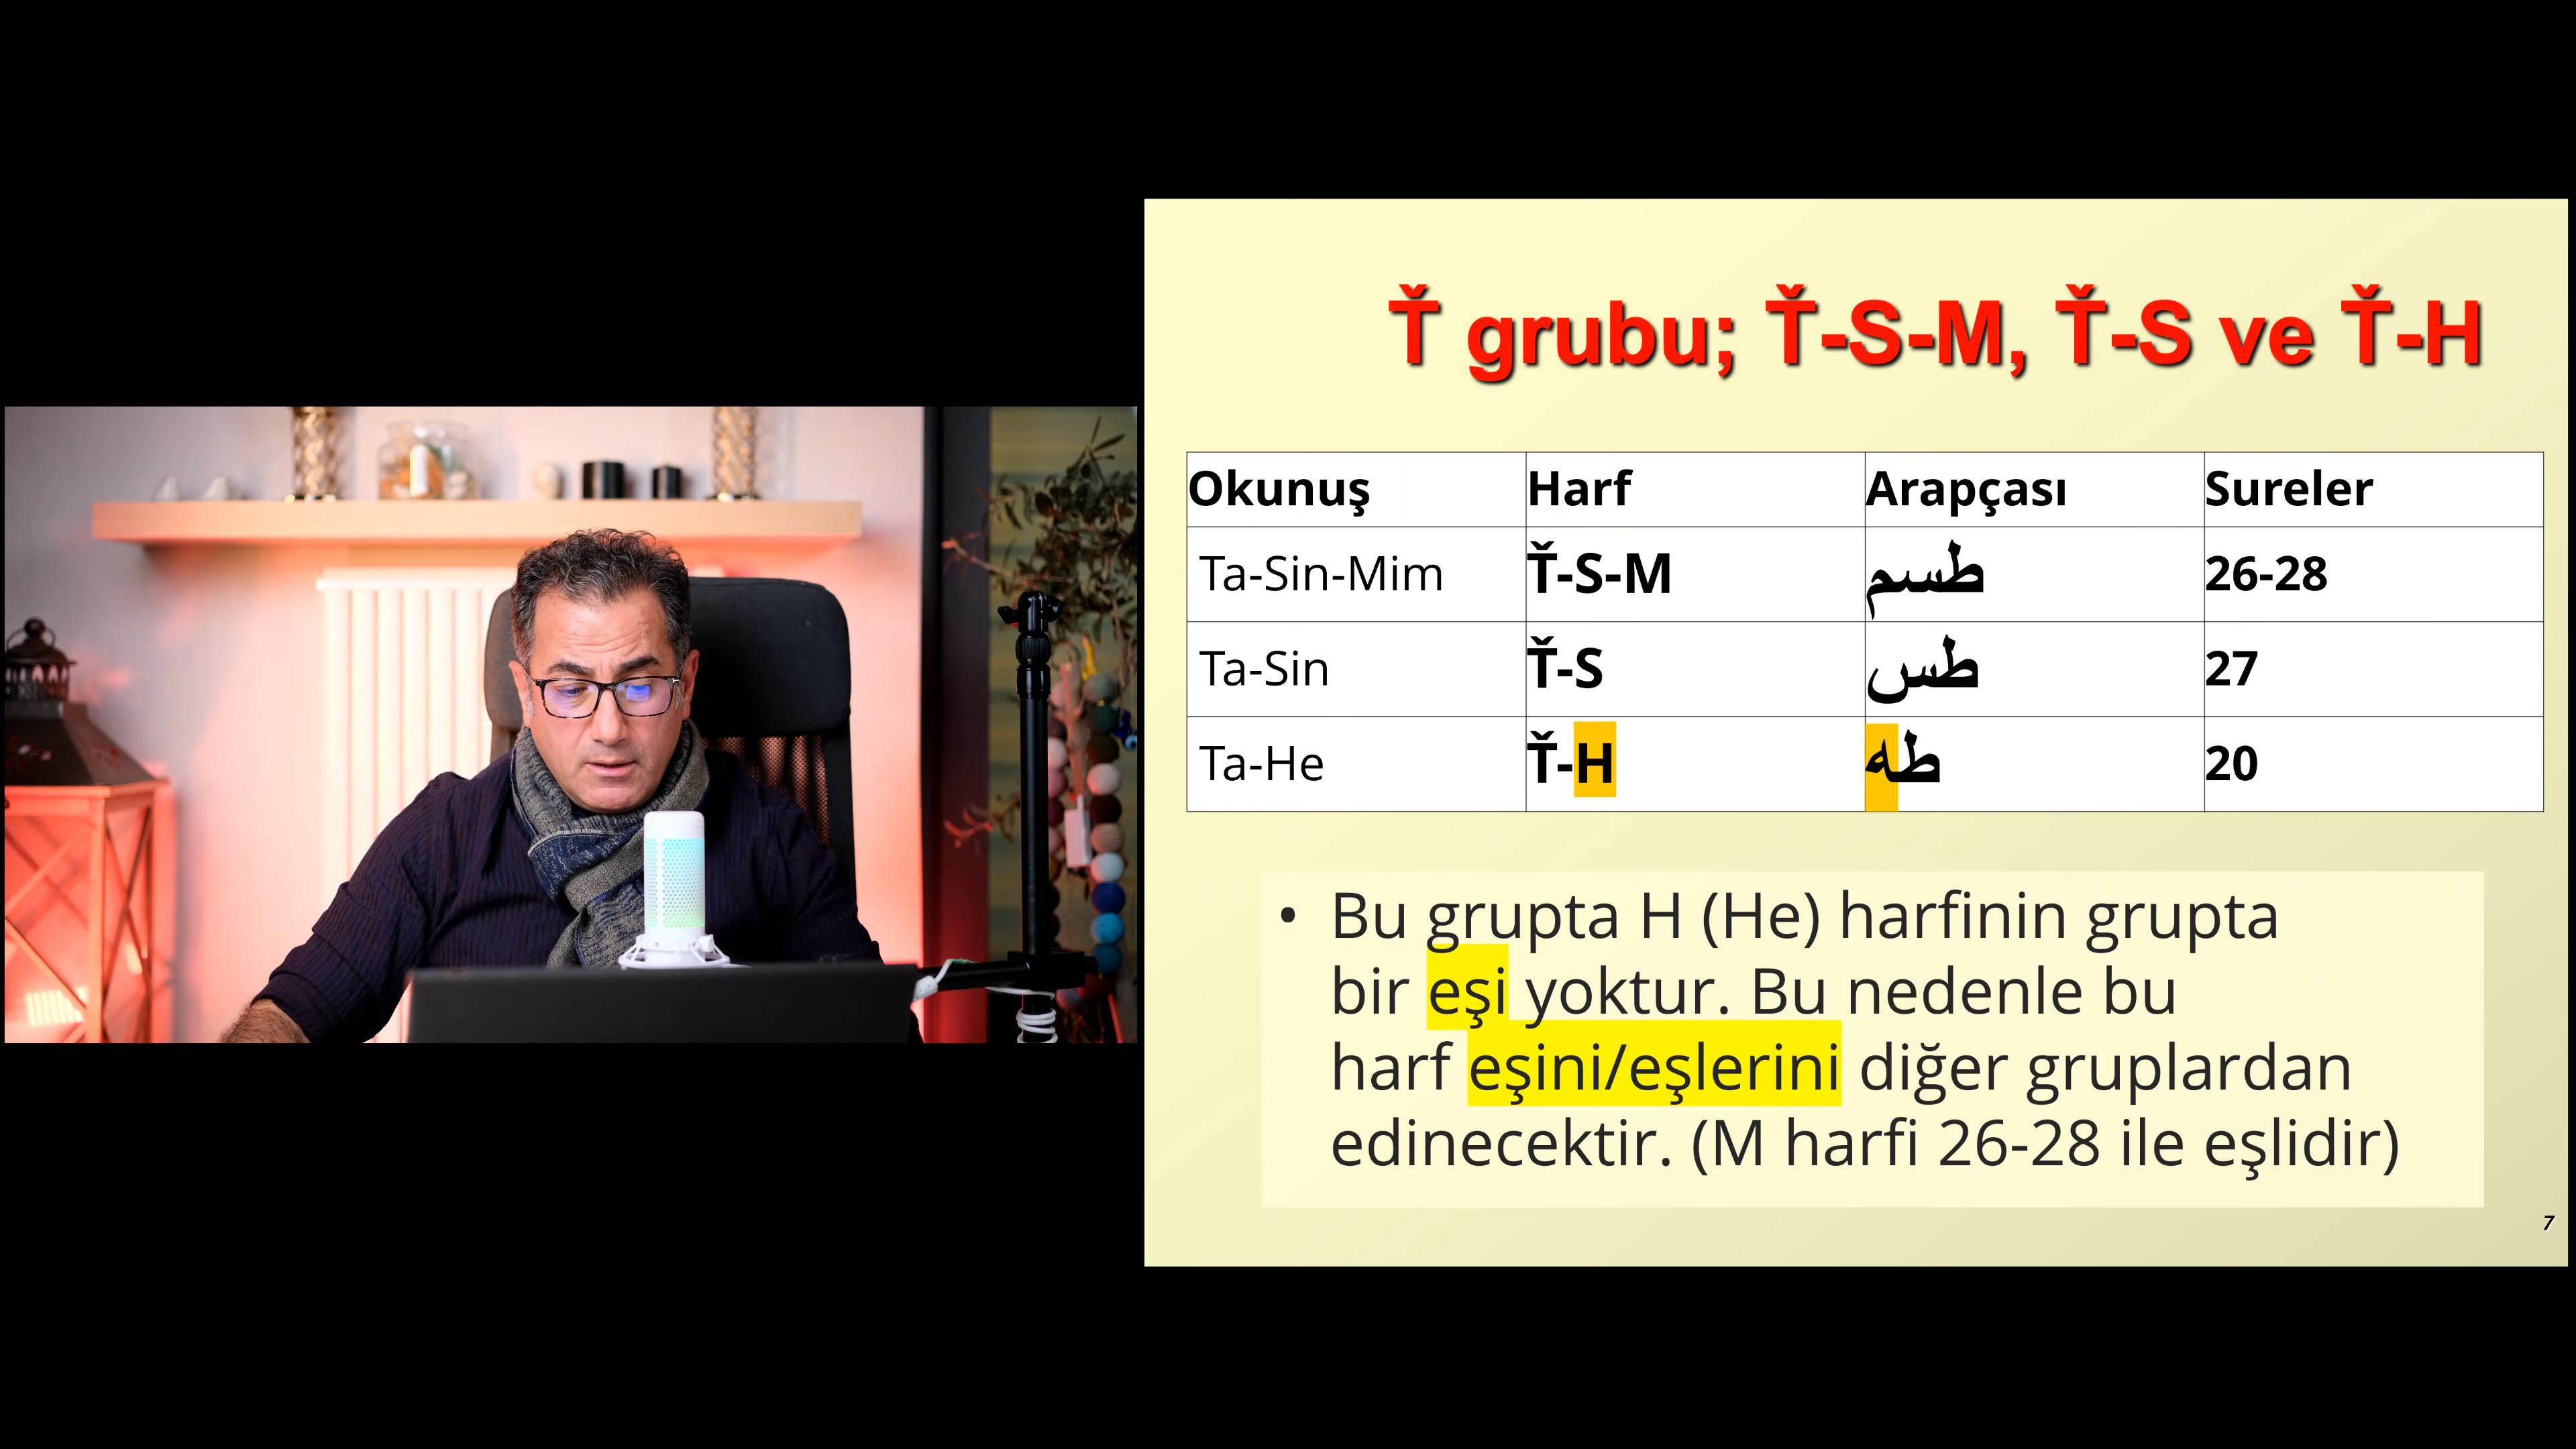 Ť grubu; Ť-S-M, Ť-S ve Ť-H
Okunuş Harf Arapçası Sureler
Ta-Sin-Mim Ť-S-M طسم 26-28
Ta-Sin Ť-S طس 27
Ta-He Ť-H طه 20
• Bu grupta H (He) harfinin grupta
bir eşi yoktur. Bu nedenle bu
harf eşini/eşlerini diğer gruplardan
edinecektir. (M harfi 26-28 ile eşlidir)
7